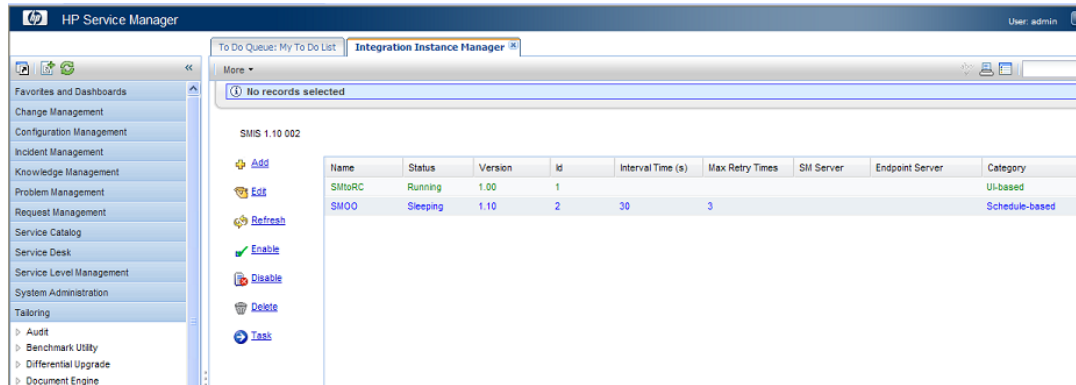 hp HP Service Manager
User: admin
To Do Queue: My To Do List
Integration Instance Manager
More
No records selected
Favorites and Dashboards
Change Management
Configuration Management
Incident Management
Knowledge Management
Problem Management
Request Management
Service Catalog
Service Desk
Service Level Management
System Administration
Tailoring
Audit
Benchmark Utility
Differential Upgrade
Document Engine
SMIS 1.10 002
Add
Edit
Refresh
Enable
Disable
Delete
Task
Name Status Version Id Interval Time (s) Max Retry Times SM Server Endpoint Server Category
SMtoRC Running 1.00 1 UI-based
SMOO Sleeping 1.10 2 30 3 Schedule-based